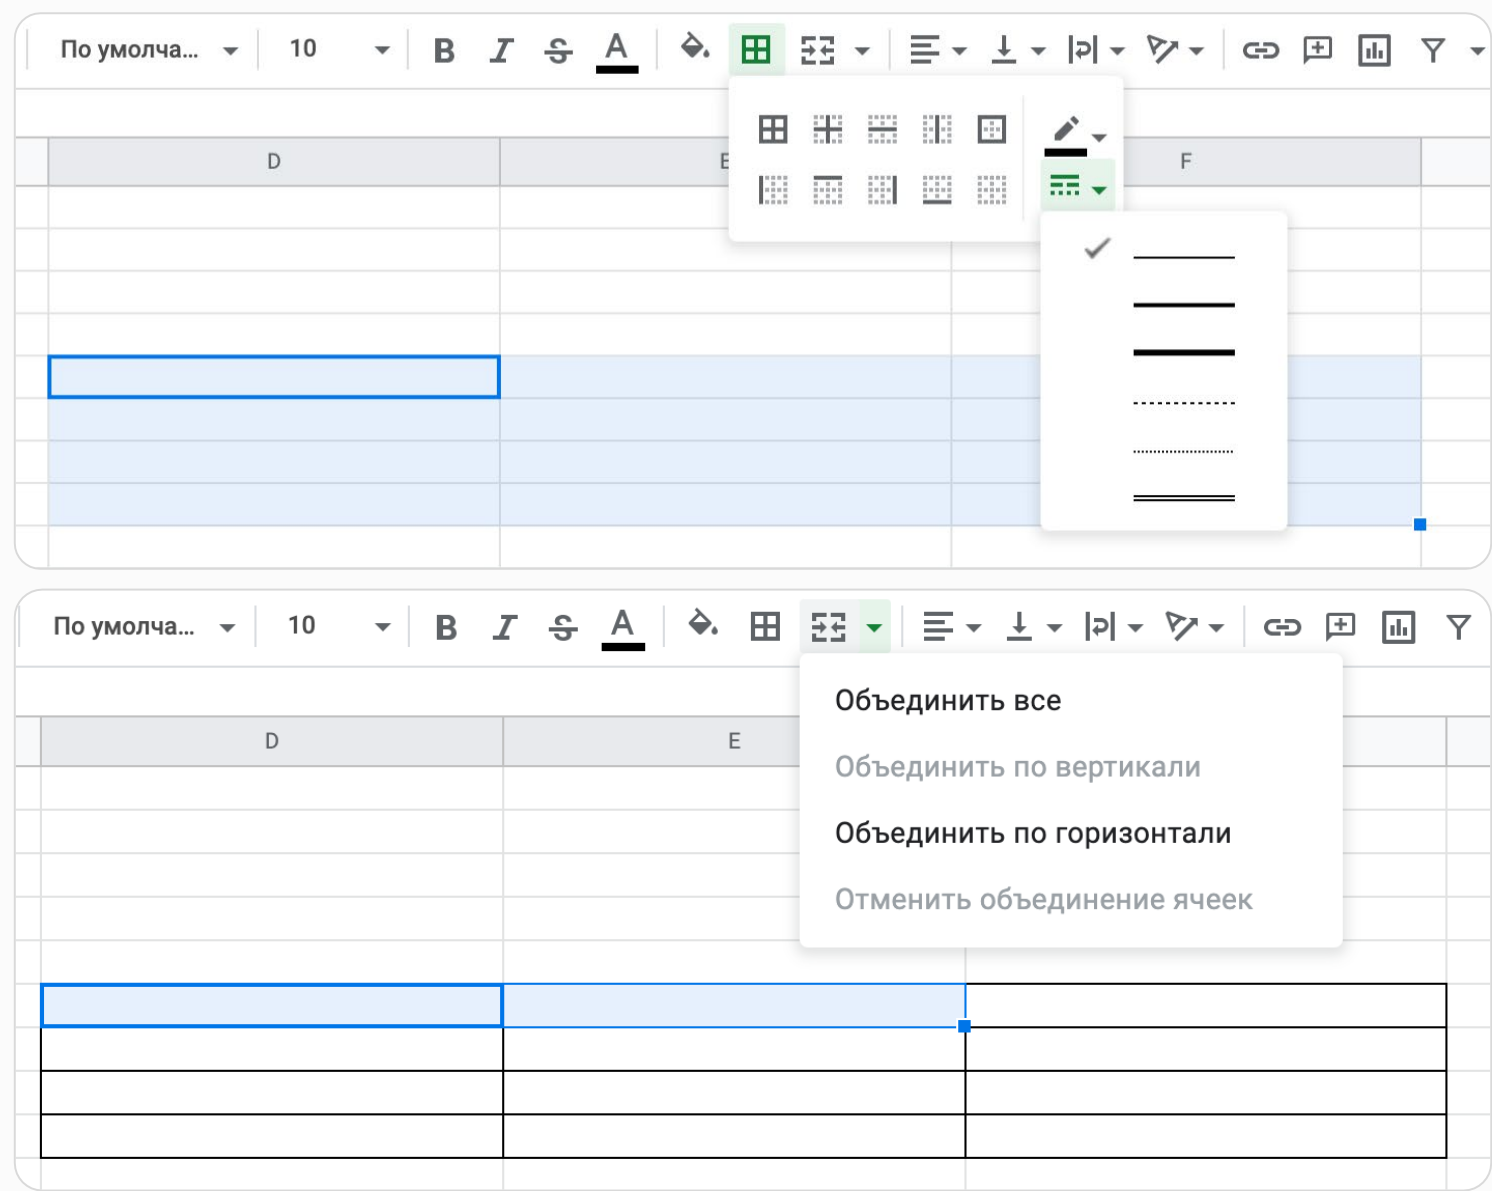 По умолча... 10 B I S A
D E F
По умолча... 10 B I S A
Объединить все
D E
Объединить по вертикали
Объединить по горизонтали
Отменить объединение ячеек